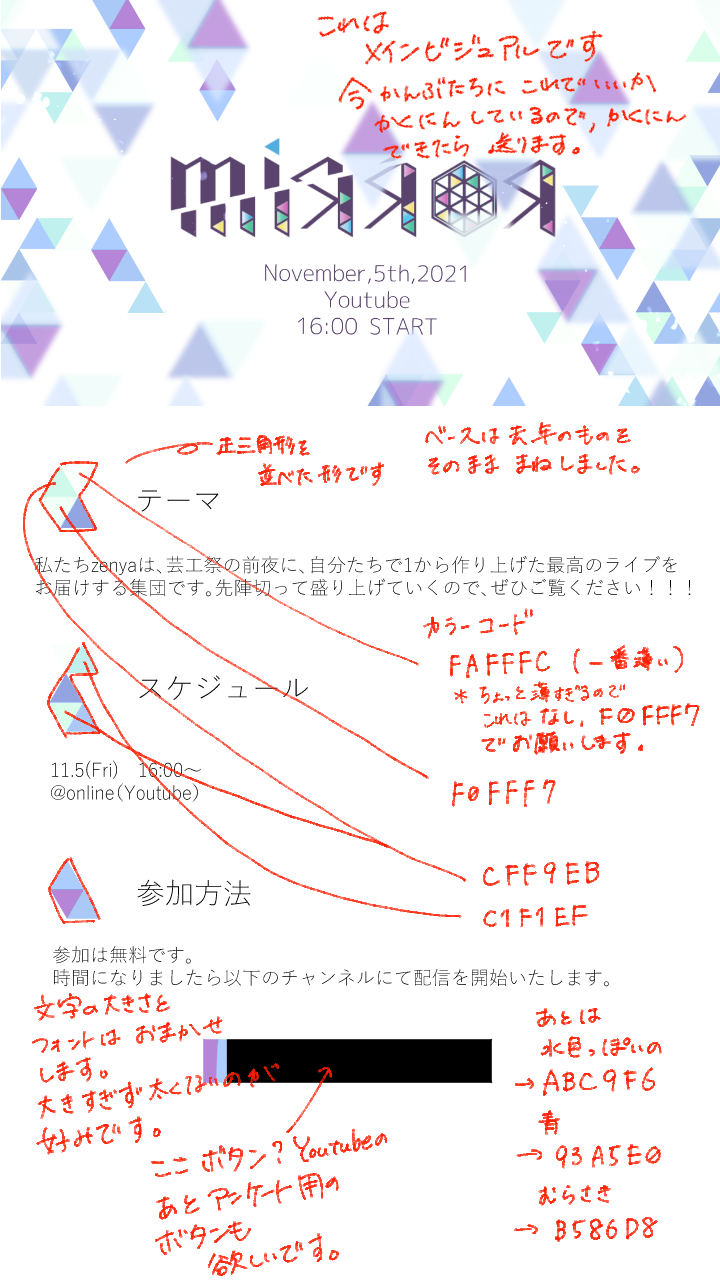 これは
メインビジュアルです
今かんぶたちに これでいいか
かくにんしているので, かくにん
できたら 送ります。
mirror
November,5th,2021
Youtube
16:00 START
正三角形を
並べた形です
ベースは去年のものを
そのまま まねしました。
テーマ
私たちzenyaは、芸工祭の前夜に、自分たちで1から作り上げた最高のライブを
お届けする集団です。先陣切って盛り上げていくので、ぜひご覧ください！！！
カラーコード
FAFFFC (一番薄い)
* ちょっと薄すぎるので
これは なし, F0FFF7
でお願いします。
スケジュール
11.5(Fri) 16:00〜
@online(Youtube)
F0FFF7
CFF9EB
C1F1EF
参加方法
参加は無料です。
時間になりましたら以下のチャンネルにて配信を開始いたします。
文字の大きさと
フォントは おまかせ
します。
大きすぎず太くないのが
好みです。
ここ ボタン? Youtubeの
あと アンケート用の
ボタンも
欲しいです。
あとは
水色っぽいの
→ ABC9F6
青
→ 93A5E0
むらさき
→ B586D8